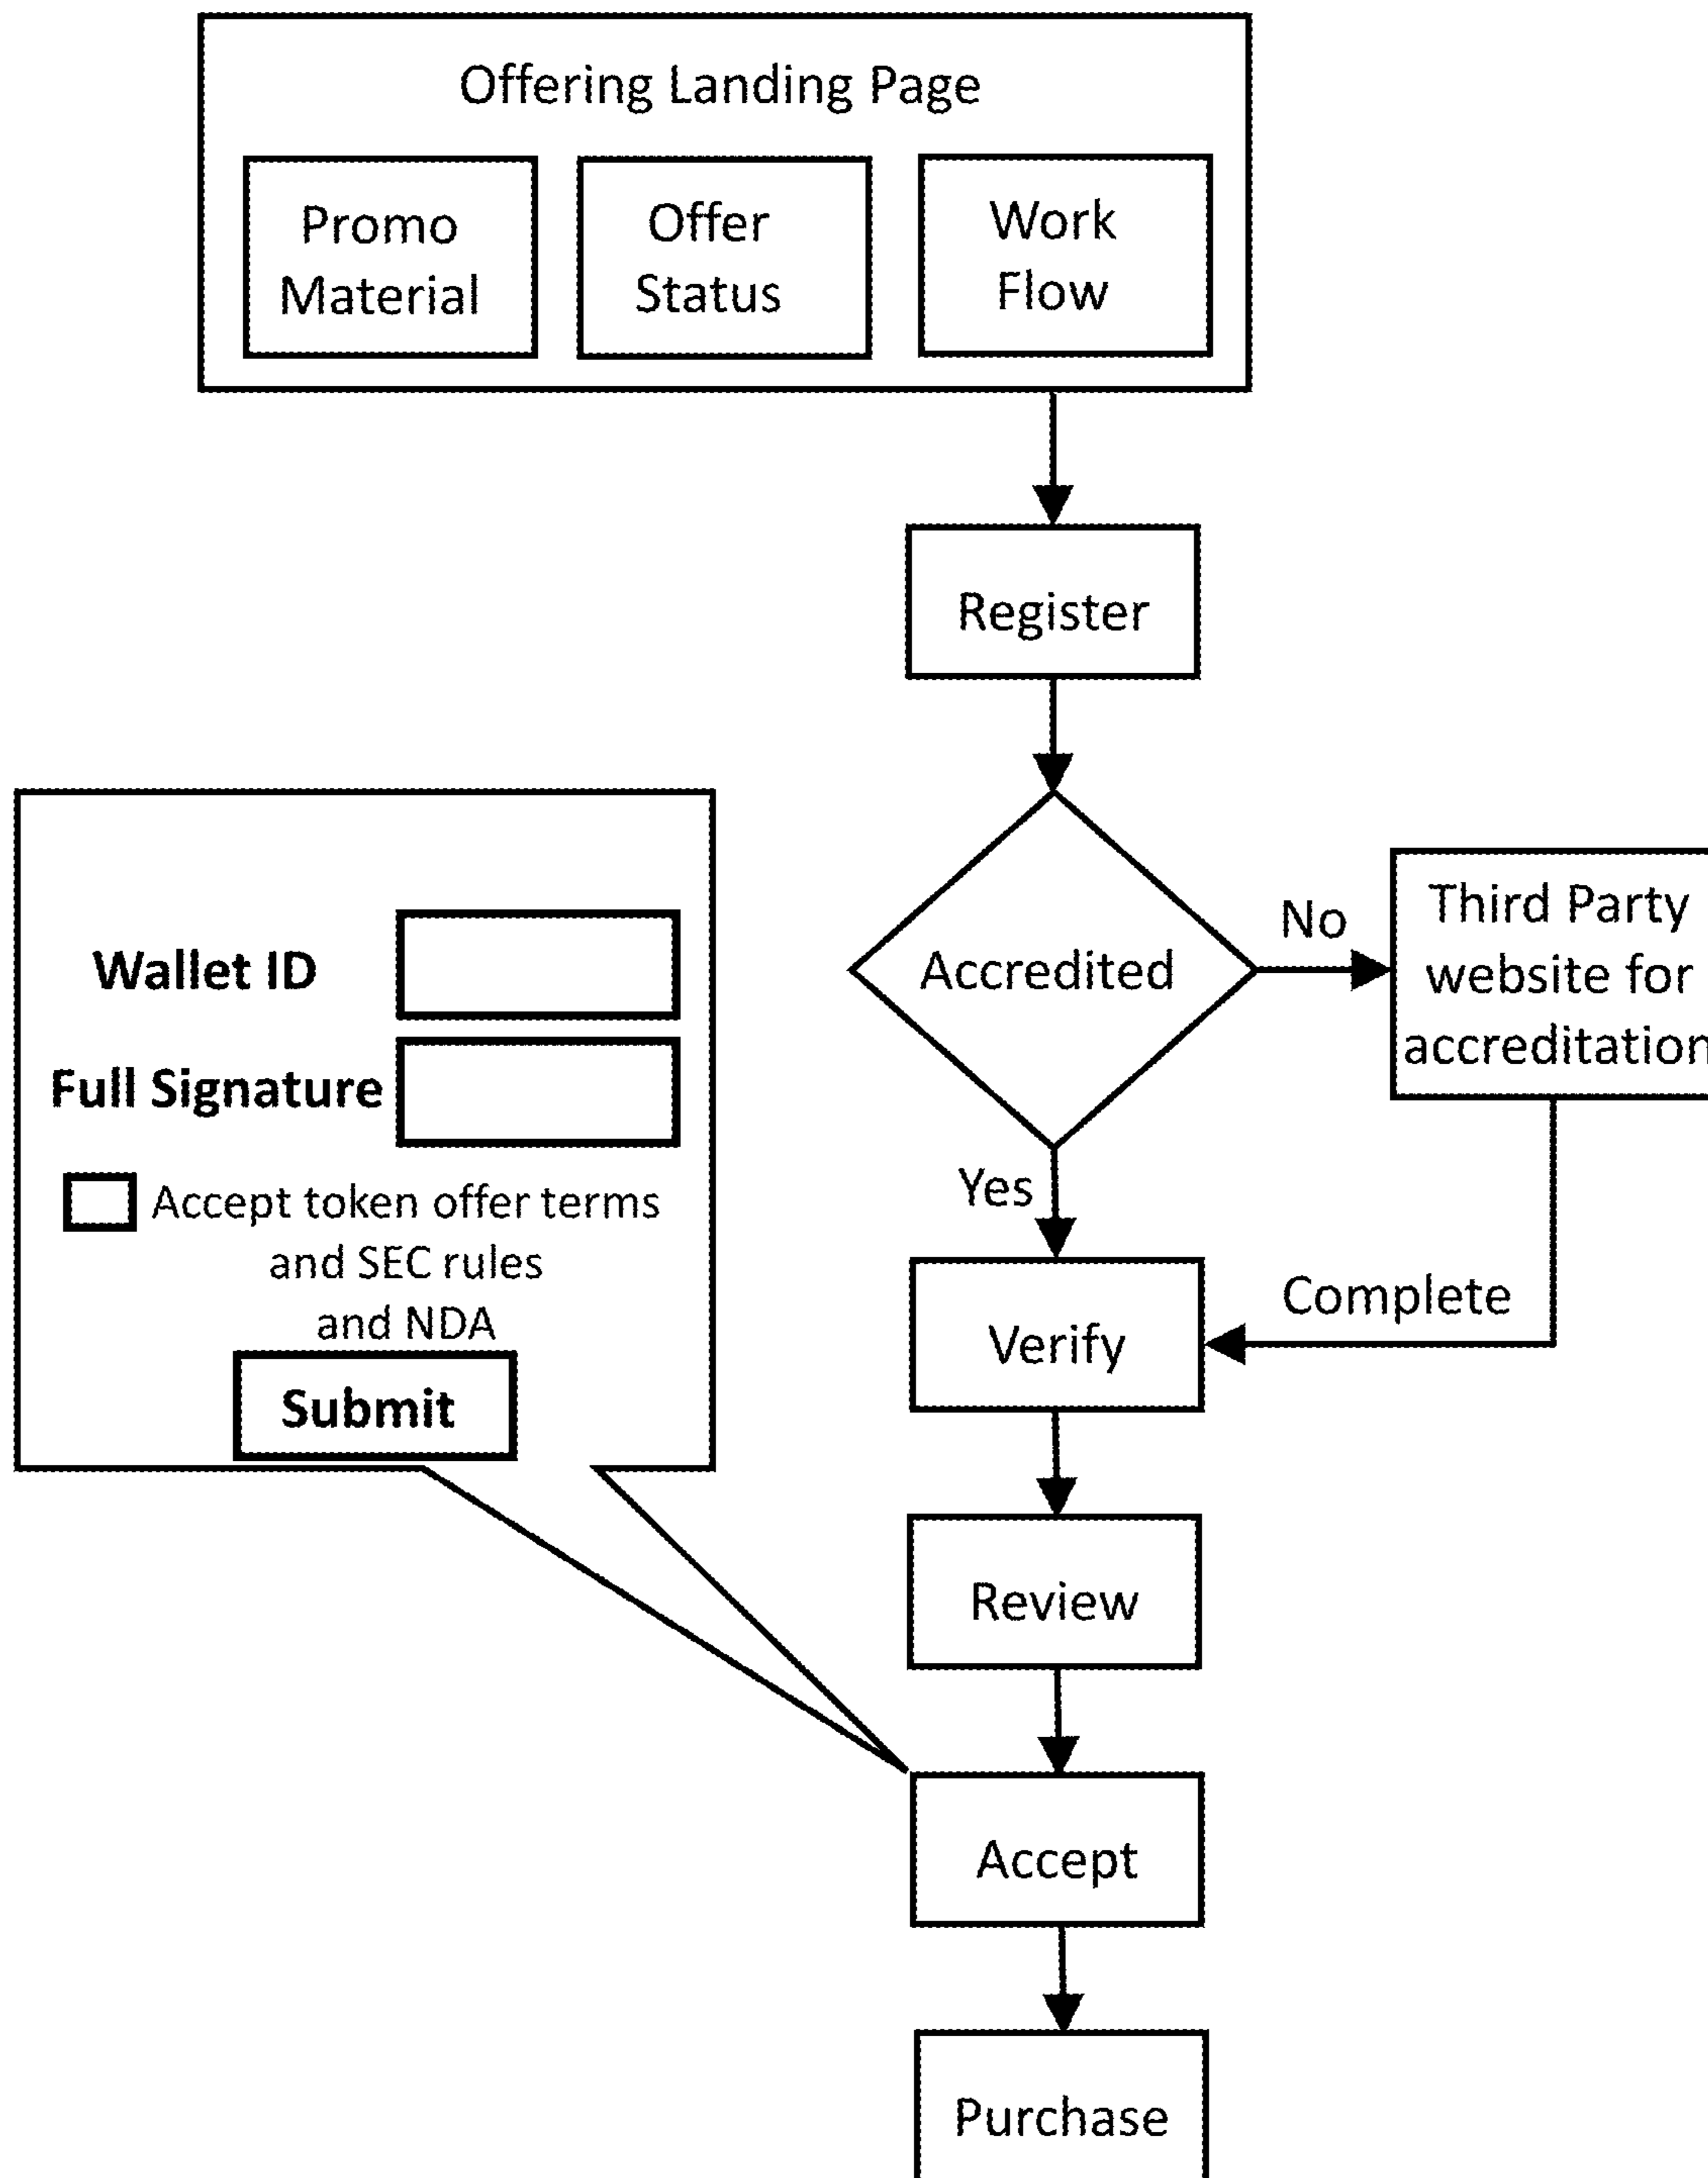 Offering Landing Page
Promo
Material
Offer
Status
Work
Flow
Register
Accredited
No
Third Party
website for
accreditation
Yes
Complete
Verify
Review
Accept
Purchase
Wallet ID
Full Signature
Accept token offer terms
and SEC rules
and NDA
Submit